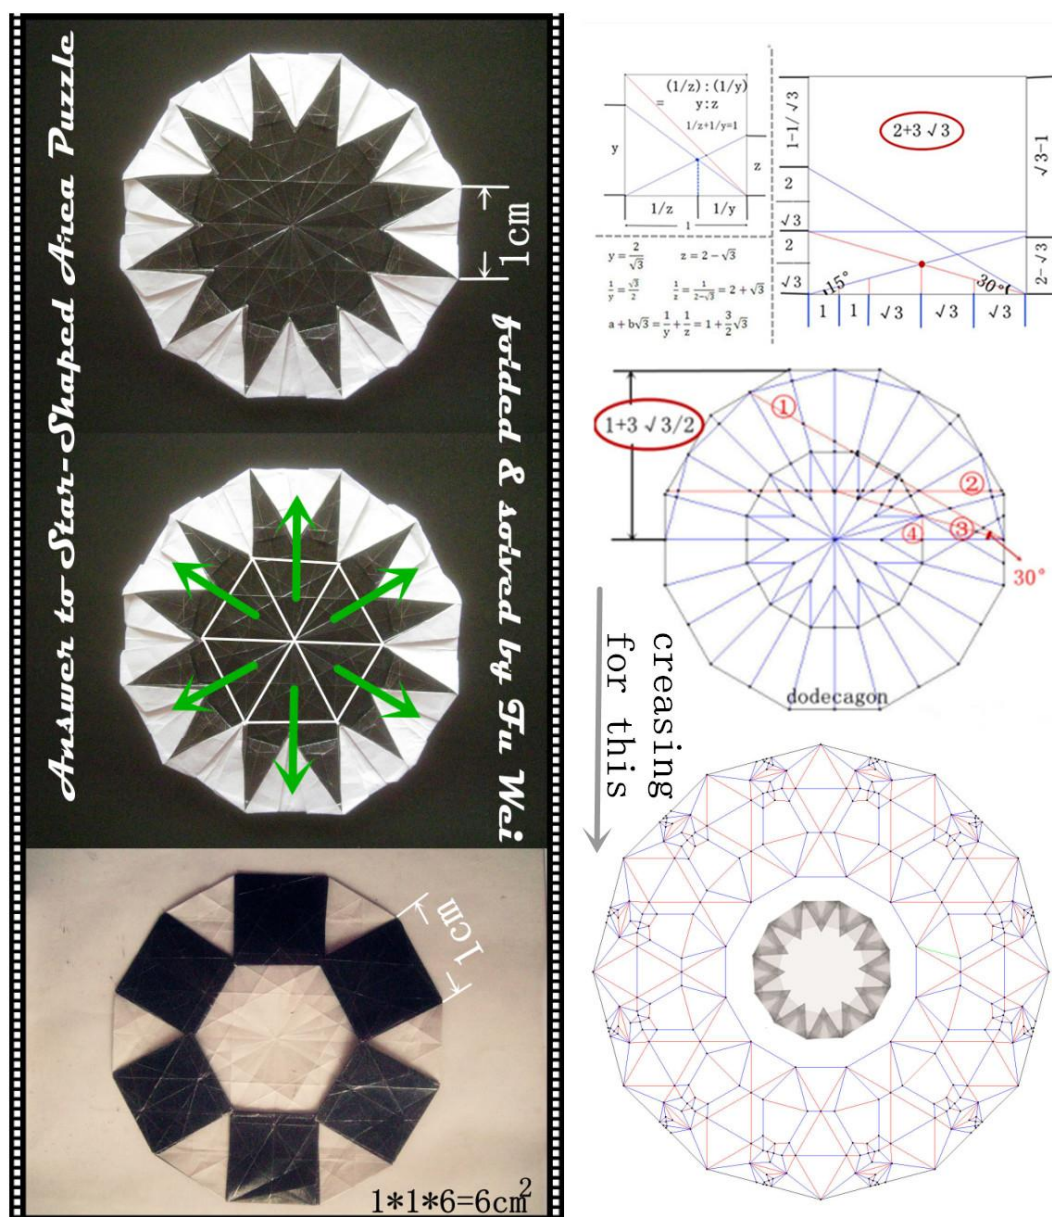 Answer to Star-Shaped Area Puzzle
foided & soived by Fu Wei
1cm
1cm
1*1*6=6cm²
(1/z):(1/y)
= y:z
1/z+1/y=1
y
z
1/z
1/y
1
y = 2/√3 z = 2 − √3
1/y = √3/2 1/z = 1/(2−√3) = 2 + √3
a + b√3 = 1/y + 1/z = 1 + 3/2 √3
1-1/√3
2
√3
2
√3
2+3√3
√3-1
2-√3
15°
30°
1 1 √3 √3 √3
1+3√3/2
①
②
③
④
30°
dodecagon
creasing
for this